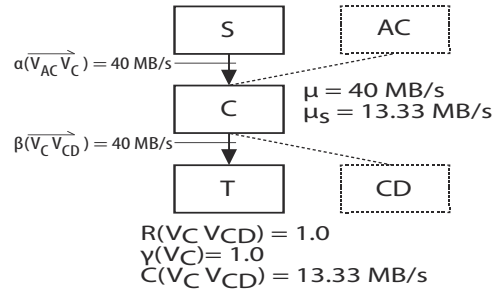 S
AC
α(V_AC V_C) = 40 MB/s
C
μ = 40 MB/s
μ_s = 13.33 MB/s
β(V_C V_CD) = 40 MB/s
T
CD
R(V_C V_CD) = 1.0
γ(V_C)= 1.0
C(V_C V_CD) = 13.33 MB/s